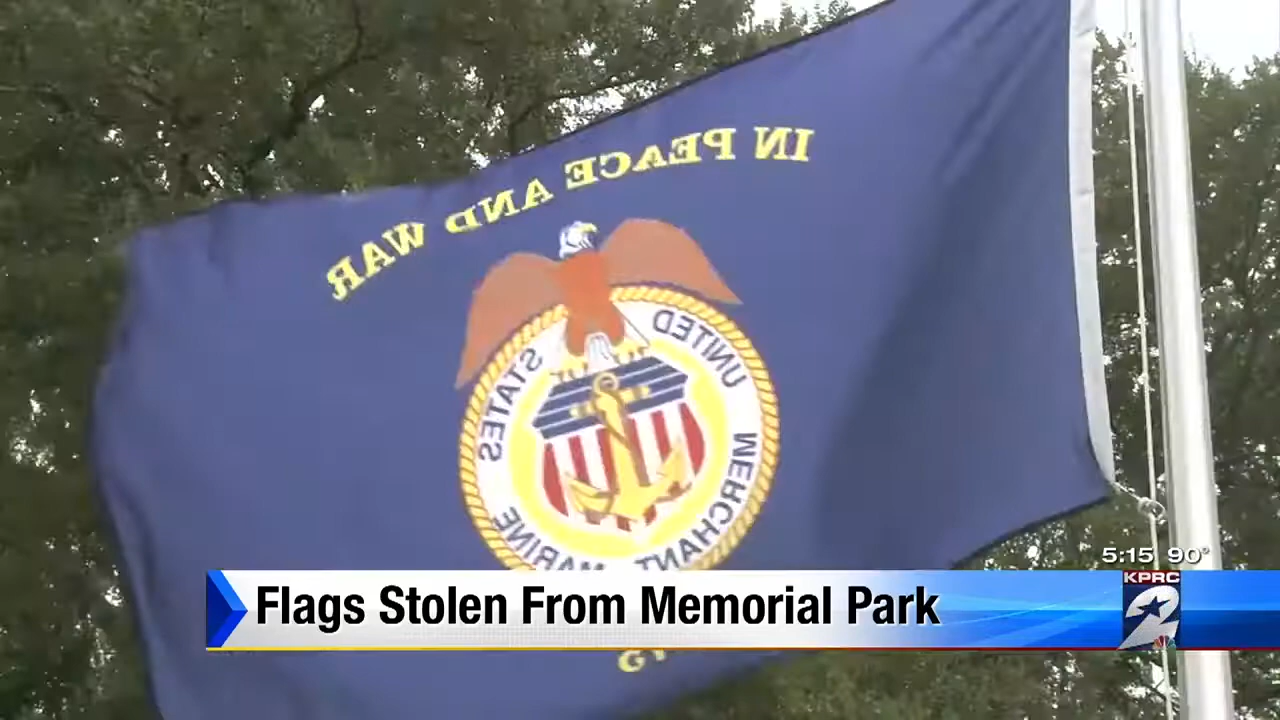 IN PEACE AND WAR
UNITED STATES
MERCHANT MARINE
5:15 90°
KPRC
2
Flags Stolen From Memorial Park